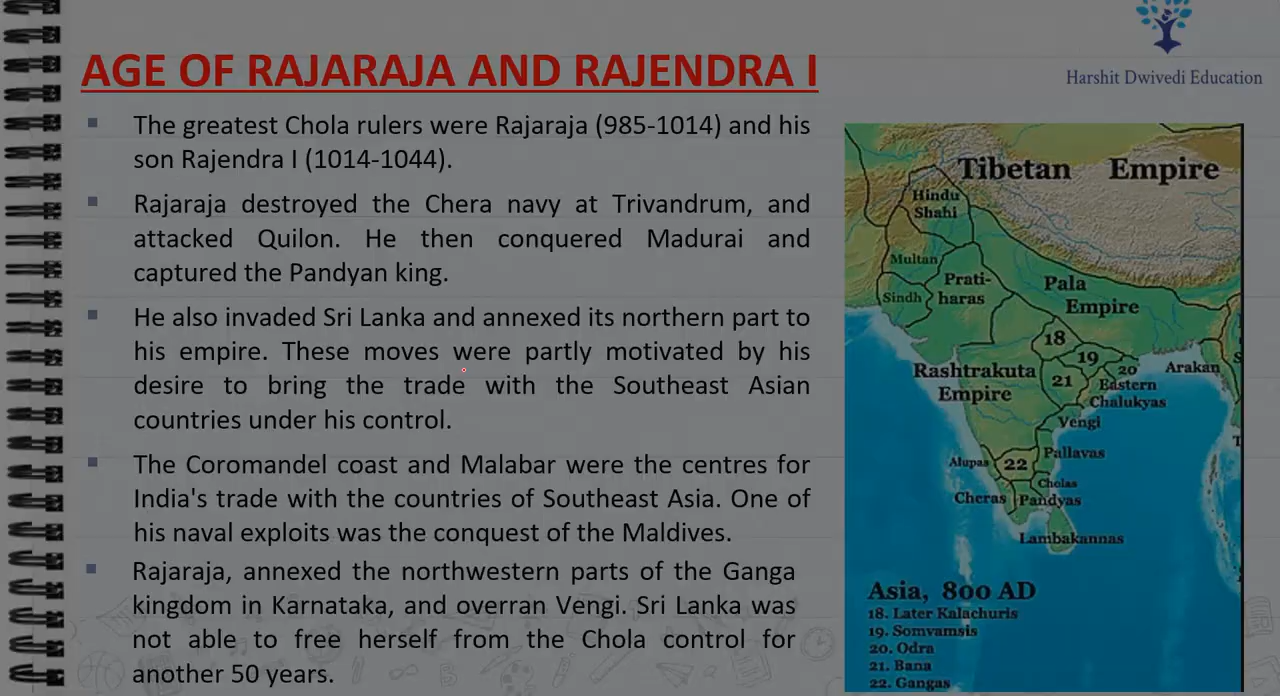 AGE OF RAJARAJA AND RAJENDRA I
Harshit Dwivedi Education
▪ The greatest Chola rulers were Rajaraja (985-1014) and his
son Rajendra I (1014-1044).
▪ Rajaraja destroyed the Chera navy at Trivandrum, and
attacked Quilon. He then conquered Madurai and
captured the Pandyan king.
▪ He also invaded Sri Lanka and annexed its northern part to
his empire. These moves were partly motivated by his
desire to bring the trade with the Southeast Asian
countries under his control.
▪ The Coromandel coast and Malabar were the centres for
India's trade with the countries of Southeast Asia. One of
his naval exploits was the conquest of the Maldives.
▪ Rajaraja, annexed the northwestern parts of the Ganga
kingdom in Karnataka, and overran Vengi. Sri Lanka was
not able to free herself from the Chola control for
another 50 years.
Tibetan Empire
Hindu
Shahi
Multan
Sindh
Prati-
haras
Pala
Empire
18
19
20
21
Rashtrakuta
Empire
Arakan
Eastern
Chalukyas
Vengi
Pallavas
Alupas
22
Cholas
Cheras
Pandyas
Lambakannas
Asia, 800 AD
18. Later Kalachuris
19. Somvamsis
20. Odra
21. Bana
22. Gangas